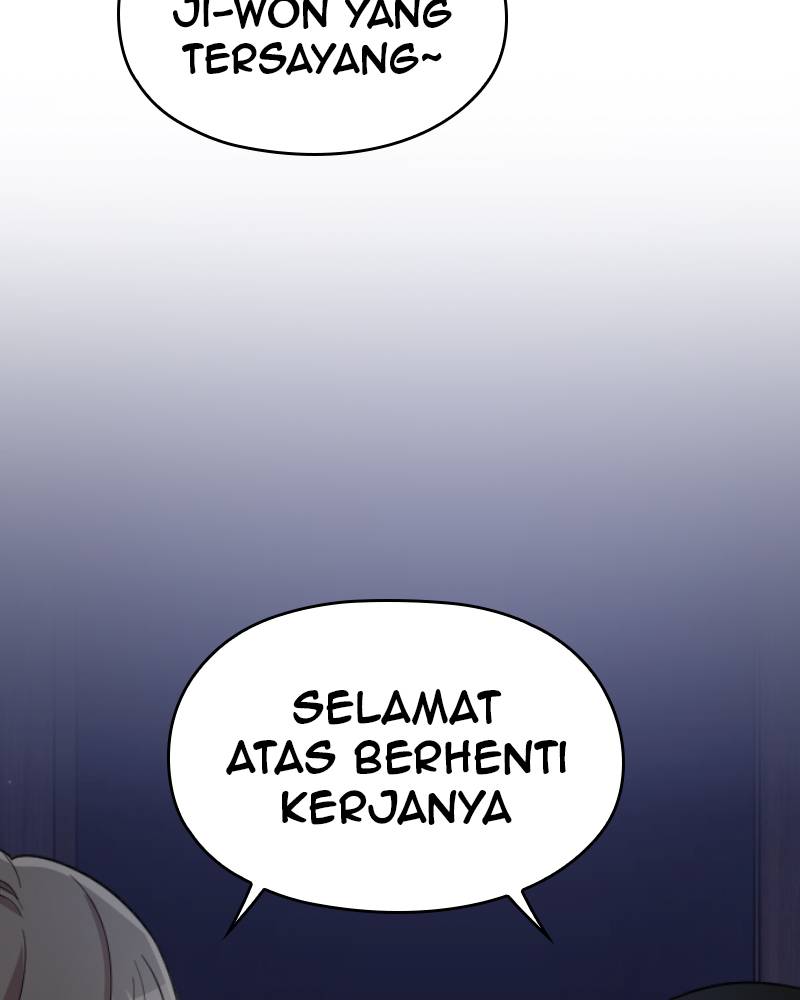 JI-WON YANG
TERSAYANG~
SELAMAT
ATAS BERHENTI
KERJANYA